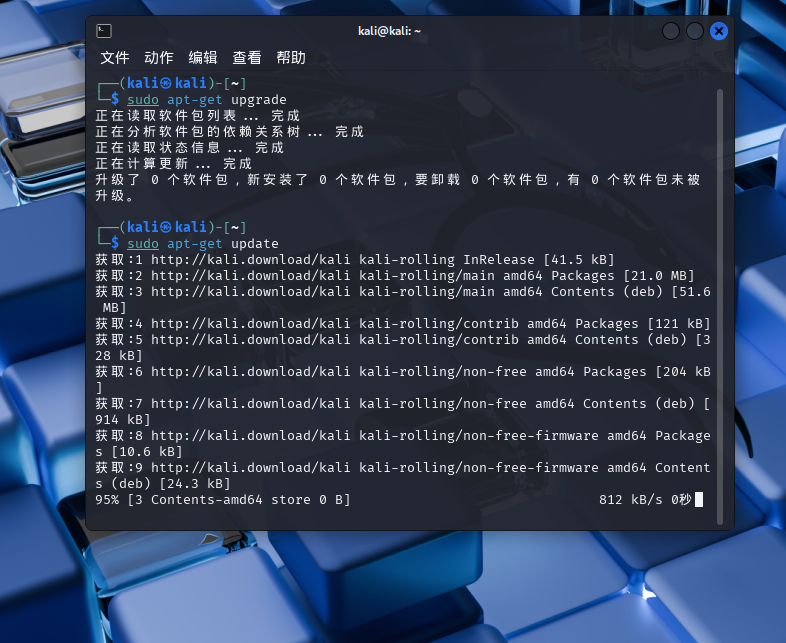 kali@kali: ~
文件 动作 编辑 查看 帮助
┌──(kali㉿kali)-[~]
└─$ sudo apt-get upgrade
正在读取软件包列表... 完成
正在分析软件包的依赖关系树... 完成
正在读取状态信息... 完成
正在计算更新... 完成
升级了 0 个软件包，新安装了 0 个软件包，要卸载 0 个软件包，有 0 个软件包未被
升级。
┌──(kali㉿kali)-[~]
└─$ sudo apt-get update
获取:1 http://kali.download/kali kali-rolling InRelease [41.5 kB]
获取:2 http://kali.download/kali kali-rolling/main amd64 Packages [21.0 MB]
获取:3 http://kali.download/kali kali-rolling/main amd64 Contents (deb) [51.6
 MB]
获取:4 http://kali.download/kali kali-rolling/contrib amd64 Packages [121 kB]
获取:5 http://kali.download/kali kali-rolling/contrib amd64 Contents (deb) [3
28 kB]
获取:6 http://kali.download/kali kali-rolling/non-free amd64 Packages [204 kB
]
获取:7 http://kali.download/kali kali-rolling/non-free amd64 Contents (deb) [
914 kB]
获取:8 http://kali.download/kali kali-rolling/non-free-firmware amd64 Package
s [10.6 kB]
获取:9 http://kali.download/kali kali-rolling/non-free-firmware amd64 Content
s (deb) [24.3 kB]
95% [3 Contents-amd64 store 0 B] 812 kB/s 0秒